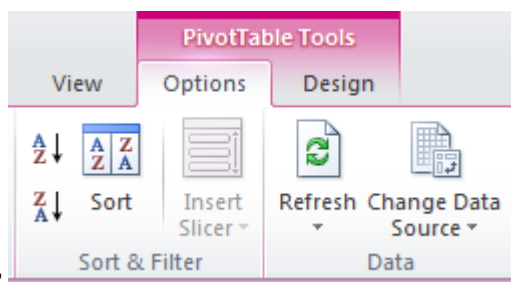 PivotTable Tools
View Options Design
A Z
A Z
Z A
Z A
Sort
Insert
Slicer
Refresh
Change Data
Source
Sort & Filter
Data